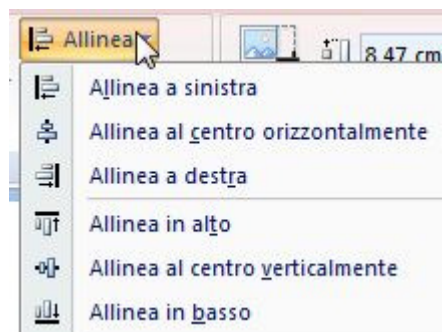 Allinea
8,47 cm
Allinea a sinistra
Allinea al centro orizzontalmente
Allinea a destra
Allinea in alto
Allinea al centro verticalmente
Allinea in basso